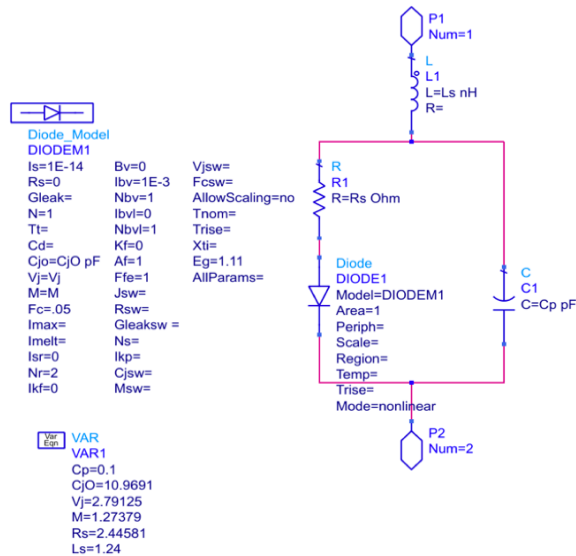 P1
Num=1
L
L1
L=Ls nH
R=
Diode_Model
DIODEM1
Is=1E-14
Rs=0
Gleak=
N=1
Tt=
Cd=
Cjo=CjO pF
Vj=Vj
M=M
Fc=.05
Imax=
Imelt=
Isr=0
Nr=2
Ikf=0
Bv=0
Ibv=1E-3
Nbv=1
Ibvl=0
Nbvl=1
Kf=0
Af=1
Ffe=1
Jsw=
Rsw=
Gleaksw =
Ns=
Ikp=
Cjsw=
Msw=
Vjsw=
Fcsw=
AllowScaling=no
Tnom=
Trise=
Xti=
Eg=1.11
AllParams=
R
R1
R=Rs Ohm
Diode
DIODE1
Model=DIODEM1
Area=1
Periph=
Scale=
Region=
Temp=
Trise=
Mode=nonlinear
C
C1
C=Cp pF
P2
Num=2
Var
Eqn
VAR
VAR1
Cp=0.1
CjO=10.9691
Vj=2.79125
M=1.27379
Rs=2.44581
Ls=1.24